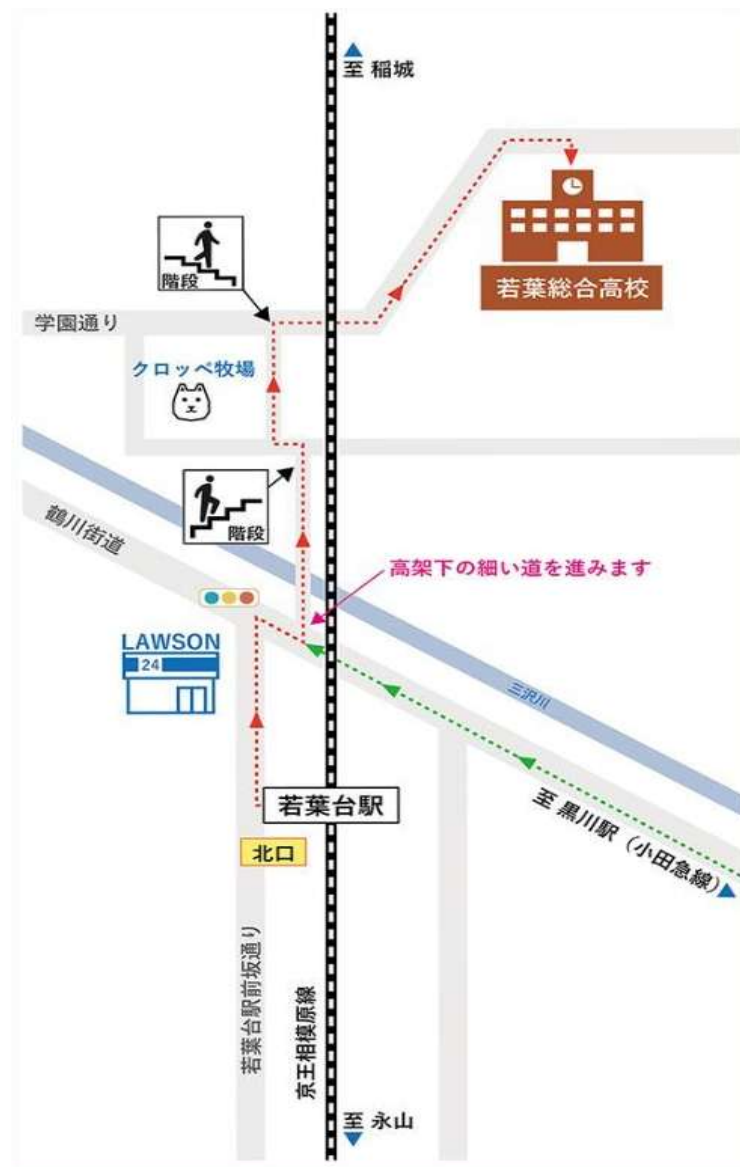 至 稲城
階段
若葉総合高校
学園通り
クロッペ牧場
階段
鶴川街道
高架下の細い道を進みます
LAWSON
24
三沢川
若葉台駅
至 黒川駅（小田急線）
北口
若葉台駅前坂通り
京王相模原線
至 永山